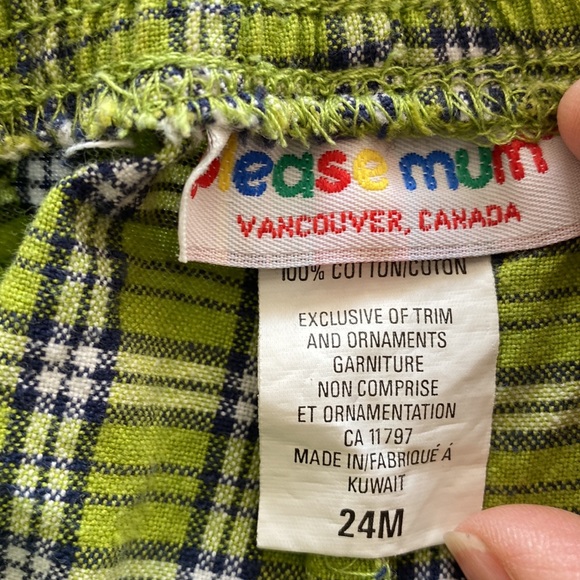 please mum
VANCOUVER, CANADA
100% COTTON/COTON
EXCLUSIVE OF TRIM
AND ORNAMENTS
GARNITURE
NON COMPRISE
ET ORNAMENTATION
CA 11797
MADE IN/FABRIQUÉ Á
KUWAIT
24M